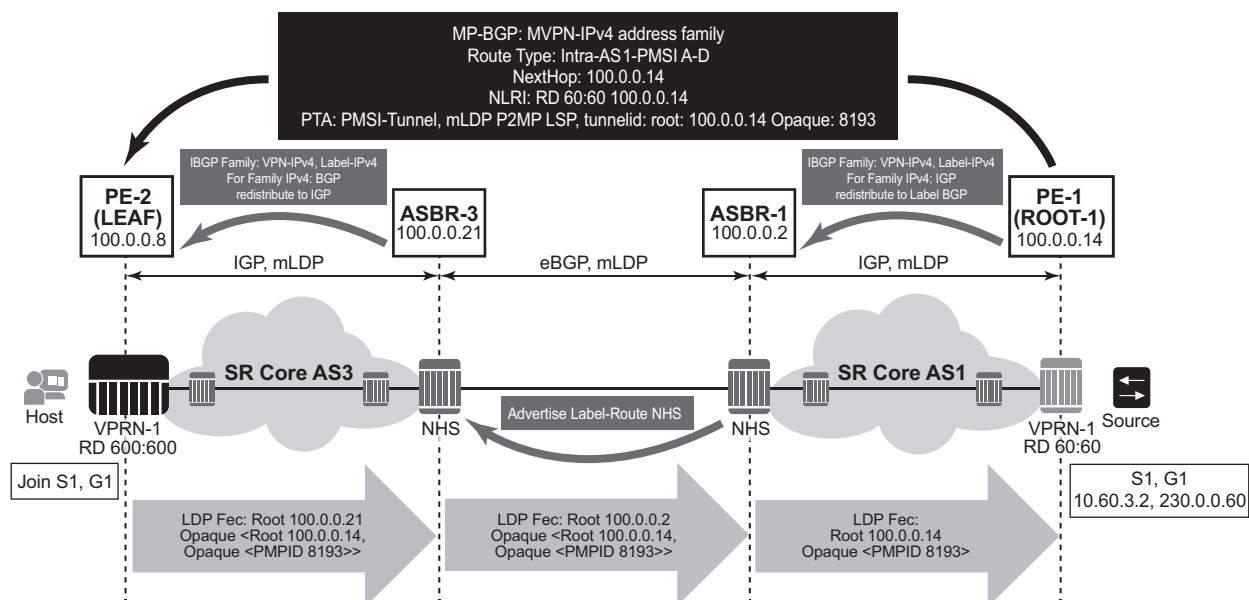 MP-BGP: MVPN-IPv4 address family
Route Type: Intra-AS1-PMSI A-D
NextHop: 100.0.0.14
NLRI: RD 60:60 100.0.0.14
PTA: PMSI-Tunnel, mLDP P2MP LSP, tunnelid: root: 100.0.0.14 Opaque: 8193
IBGP Family: VPN-IPv4, Label-IPv4
For Family IPv4: BGP
redistribute to IGP
IBGP Family: VPN-IPv4, Label-IPv4
For Family IPv4: IGP
redistribute to Label BGP
PE-2
(LEAF)
100.0.0.8
ASBR-3
100.0.0.21
ASBR-1
100.0.0.2
PE-1
(ROOT-1)
100.0.0.14
IGP, mLDP
eBGP, mLDP
IGP, mLDP
SR Core AS3
SR Core AS1
Host
VPRN-1
RD 600:600
NHS
Advertise Label-Route NHS
NHS
VPRN-1
RD 60:60
Source
Join S1, G1
S1, G1
10.60.3.2, 230.0.0.60
LDP Fec: Root 100.0.0.21
Opaque <Root 100.0.0.14,
Opaque <PMPID 8193>>
LDP Fec: Root 100.0.0.2
Opaque <Root 100.0.0.14,
Opaque <PMPID 8193>>
LDP Fec:
Root 100.0.0.14
Opaque <PMPID 8193>